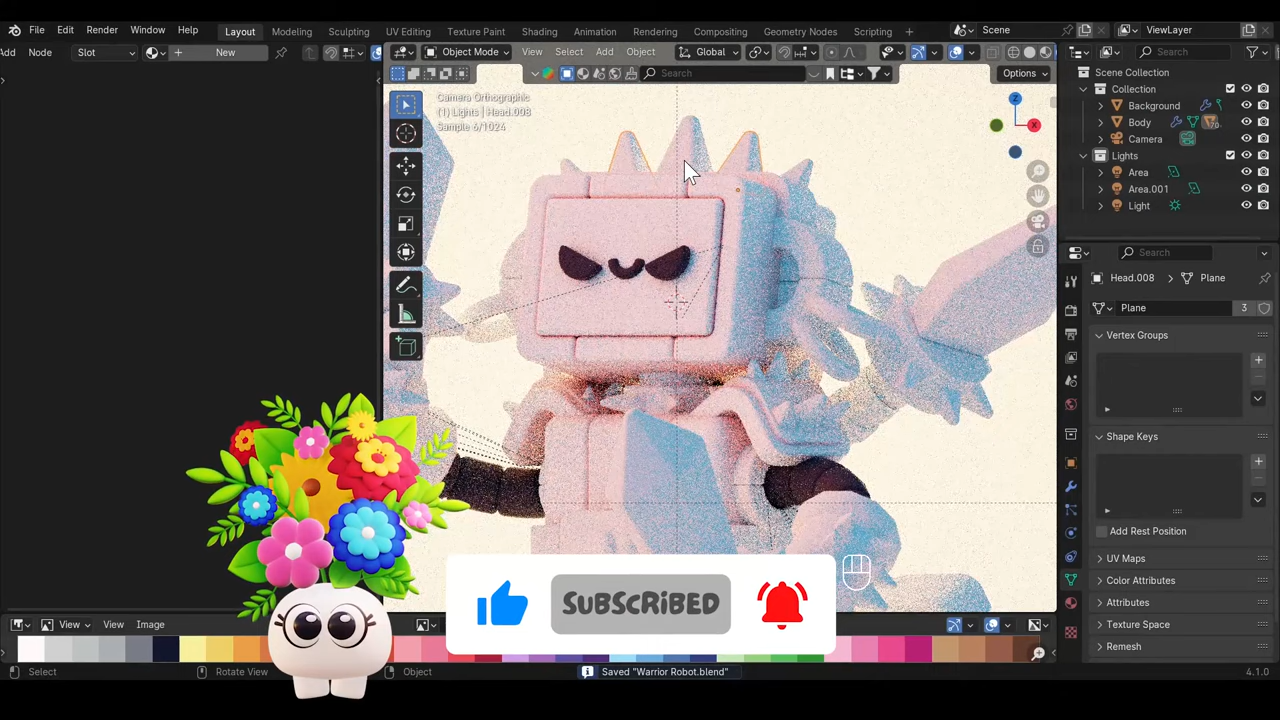 File Edit Render Window Help Layout Modeling Sculpting UV Editing Texture Paint Shading Animation Rendering Compositing Geometry Nodes Scripting + Scene ViewLayer
Add Node Slot New Object Mode View Select Add Object Global Search
Search Options
Camera Orthographic
(1) Lights | Head.008
Sample 6/1024
Z
X
Scene Collection
Collection
Background
Body 70
Camera
Lights
Area
Area.001
Light
Search
Head.008 Plane
Plane 3
Vertex Groups
Shape Keys
Add Rest Position
UV Maps
Color Attributes
Attributes
Texture Space
Remesh
SUBSCRIBED
View View Image
Select Rotate View Object Saved "Warrior Robot.blend" 4.1.0